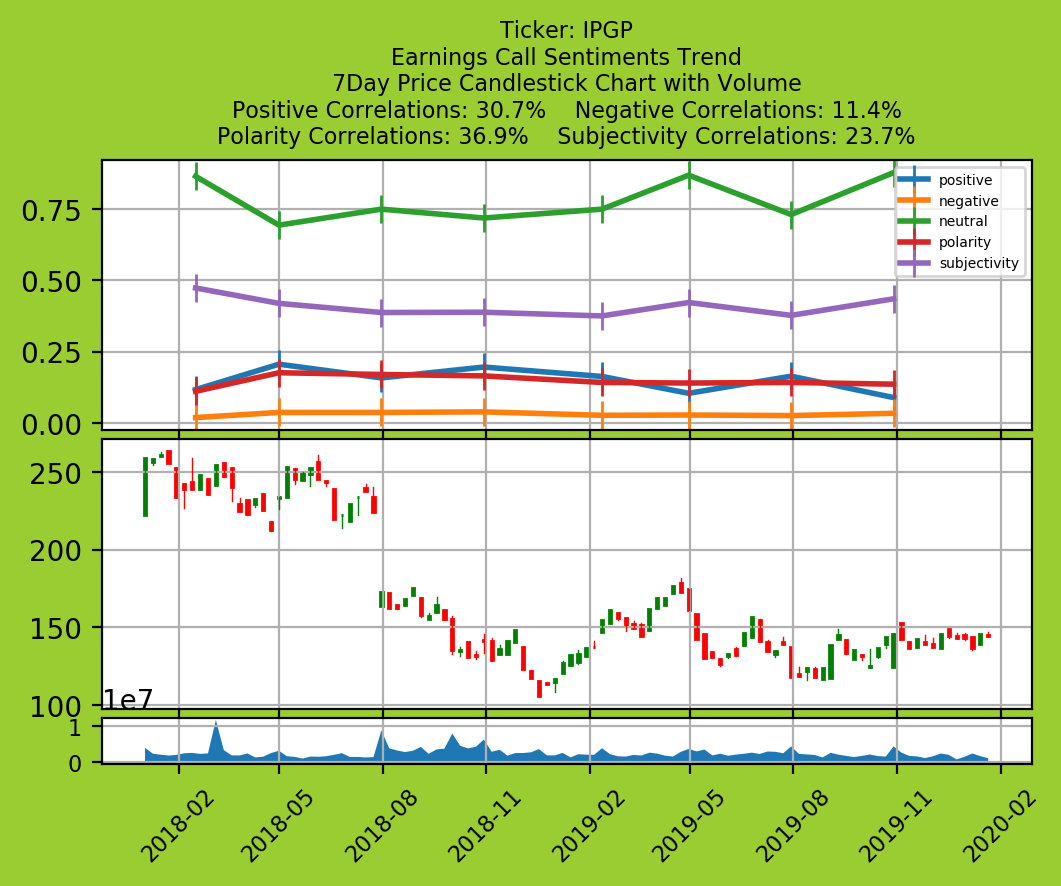 Ticker: IPGP
Earnings Call Sentiments Trend
7Day Price Candlestick Chart with Volume
Positive Correlations: 30.7%    Negative Correlations: 11.4%
Polarity Correlations: 36.9%    Subjectivity Correlations: 23.7%
0.75
0.50
0.25
0.00
positive
negative
neutral
polarity
subjectivity
250
200
150
100
1e7
1
0
2018-02
2018-05
2018-08
2018-11
2019-02
2019-05
2019-08
2019-11
2020-02